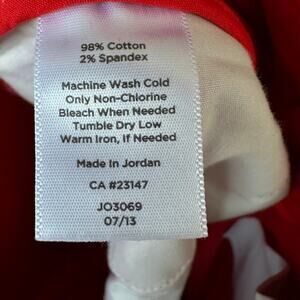 98% Cotton
2% Spandex
Machine Wash Cold
Only Non-Chlorine
Bleach When Needed
Tumble Dry Low
Warm Iron, If Needed
Made In Jordan
CA #23147
JO3069
07/13